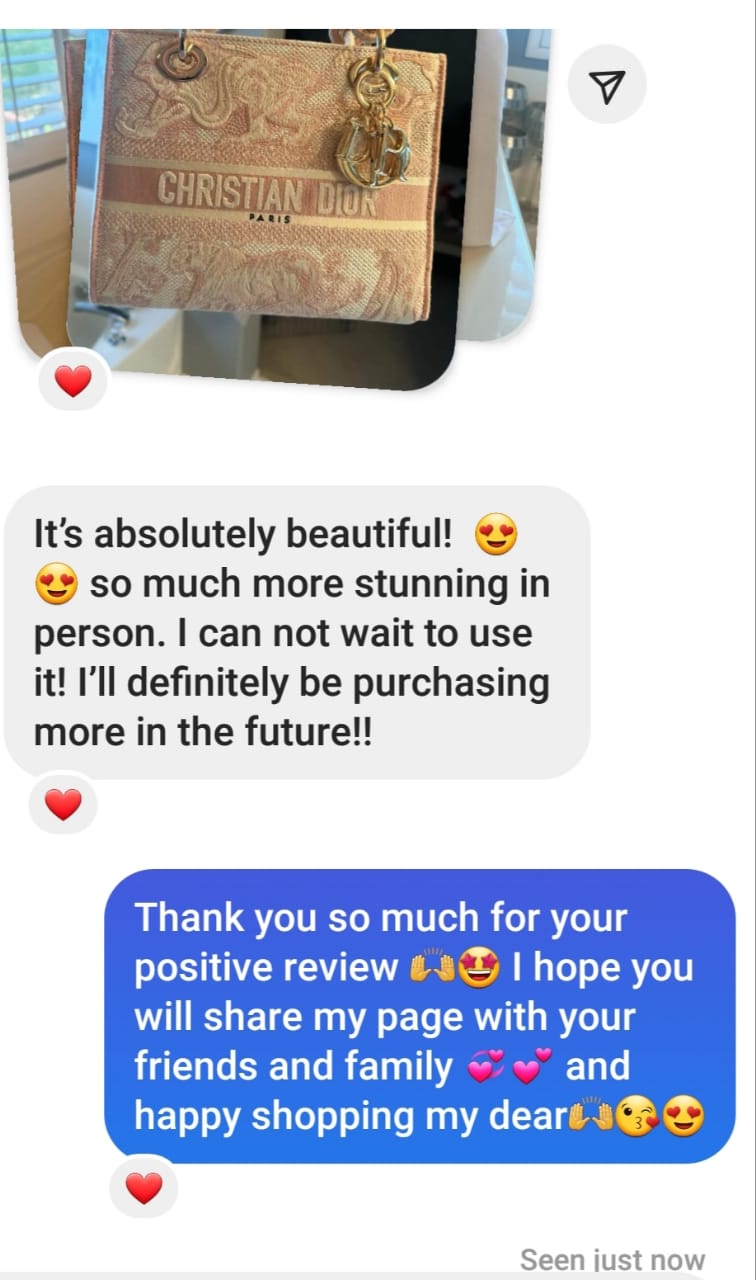 CHRISTIAN DIOR
PARIS
It's absolutely beautiful! 😍
😍 so much more stunning in
person. I can not wait to use
it! I'll definitely be purchasing
more in the future!!
Thank you so much for your
positive review 🙌🤩 I hope you
will share my page with your
friends and family 💞💕 and
happy shopping my dear🙌😘😍
Seen just now